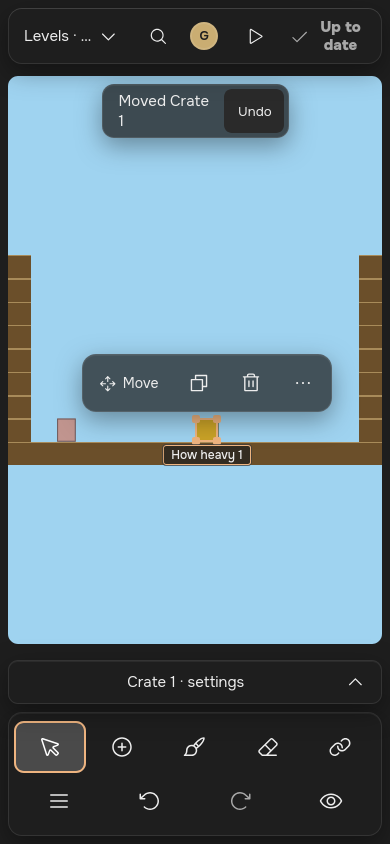 Levels · ...
G
Up to
date
Moved Crate
1
Undo
Move
How heavy 1
Crate 1 · settings